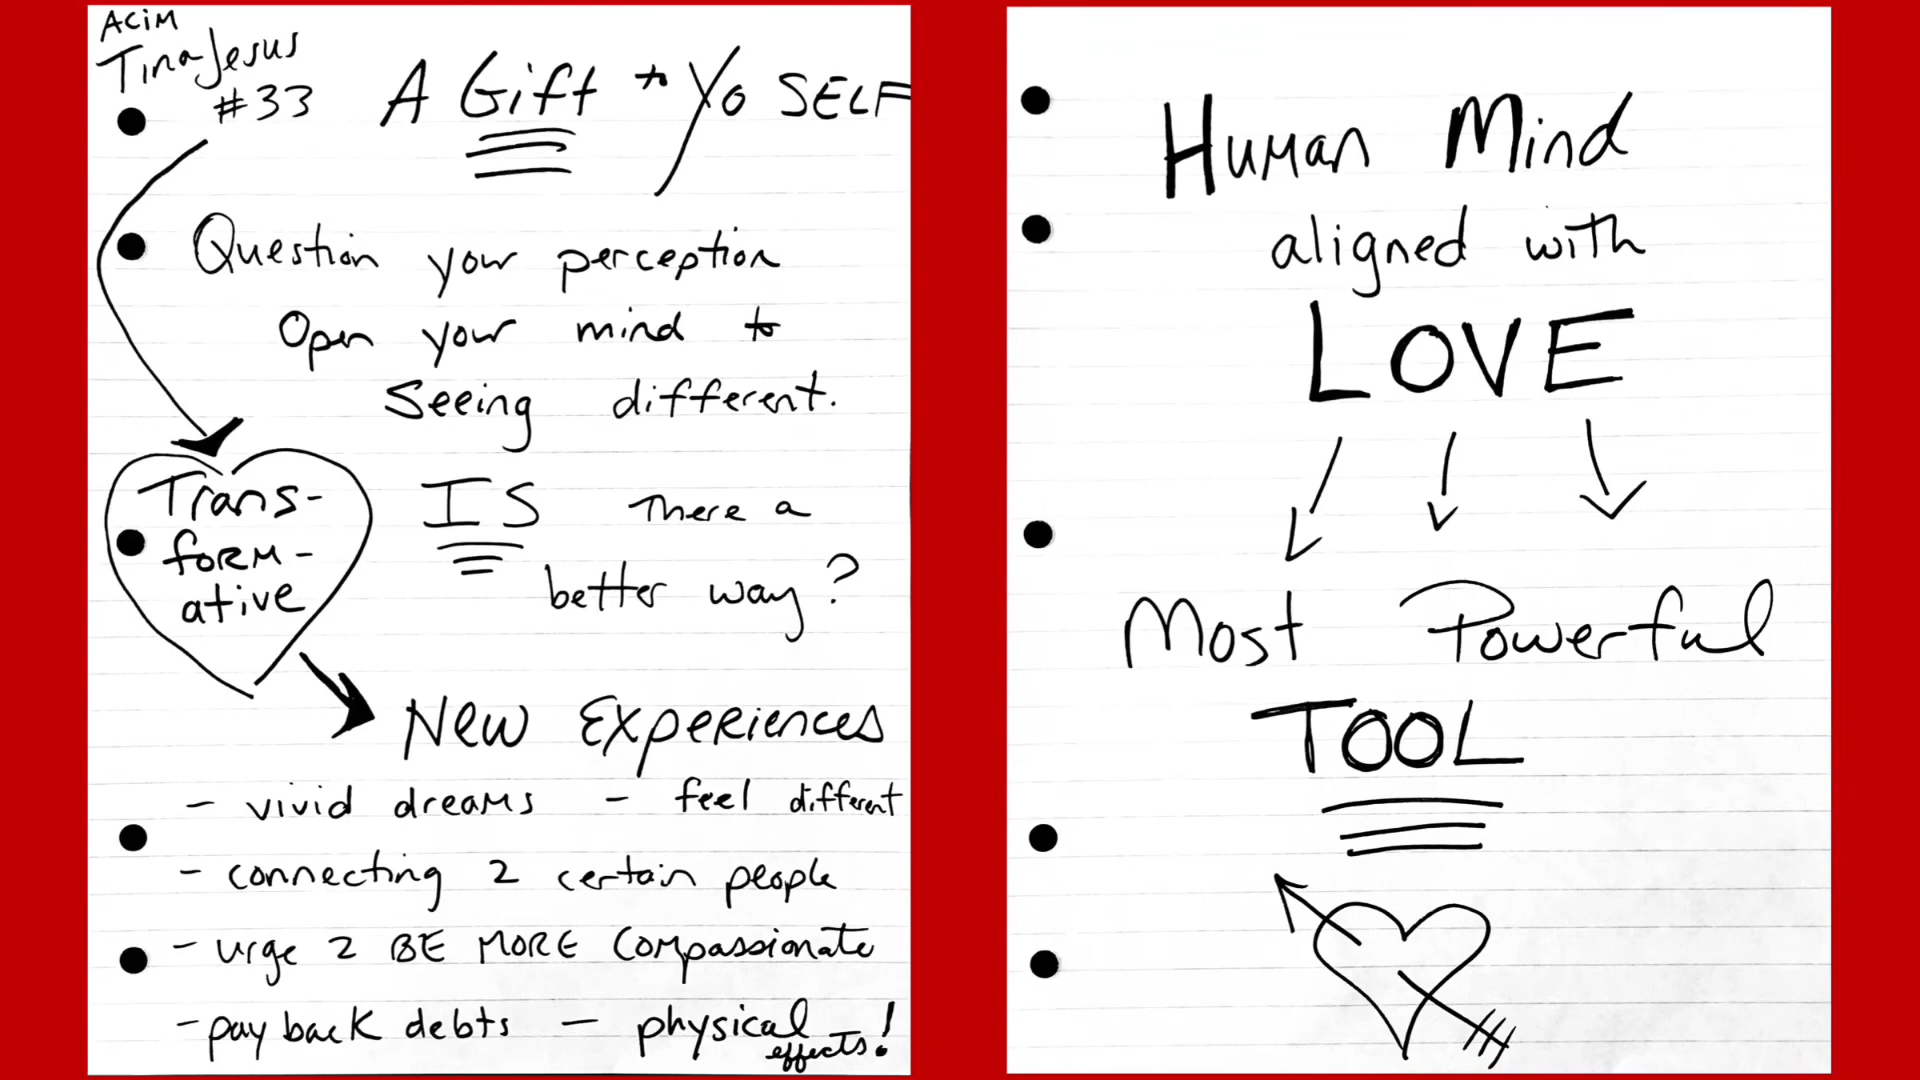 ACiM
Tina Jesus
#33
A Gift to Yo SELF
Question your perception
Open your mind to
Seeing different.
Trans-
form-
ative
IS there a
better way?
New Experiences
- vivid dreams - feel different
- connecting 2 certain people
- urge 2 BE MORE Compassionate
- pay back debts - physical
effects!
Human Mind
aligned with
LOVE
Most Powerful
TOOL